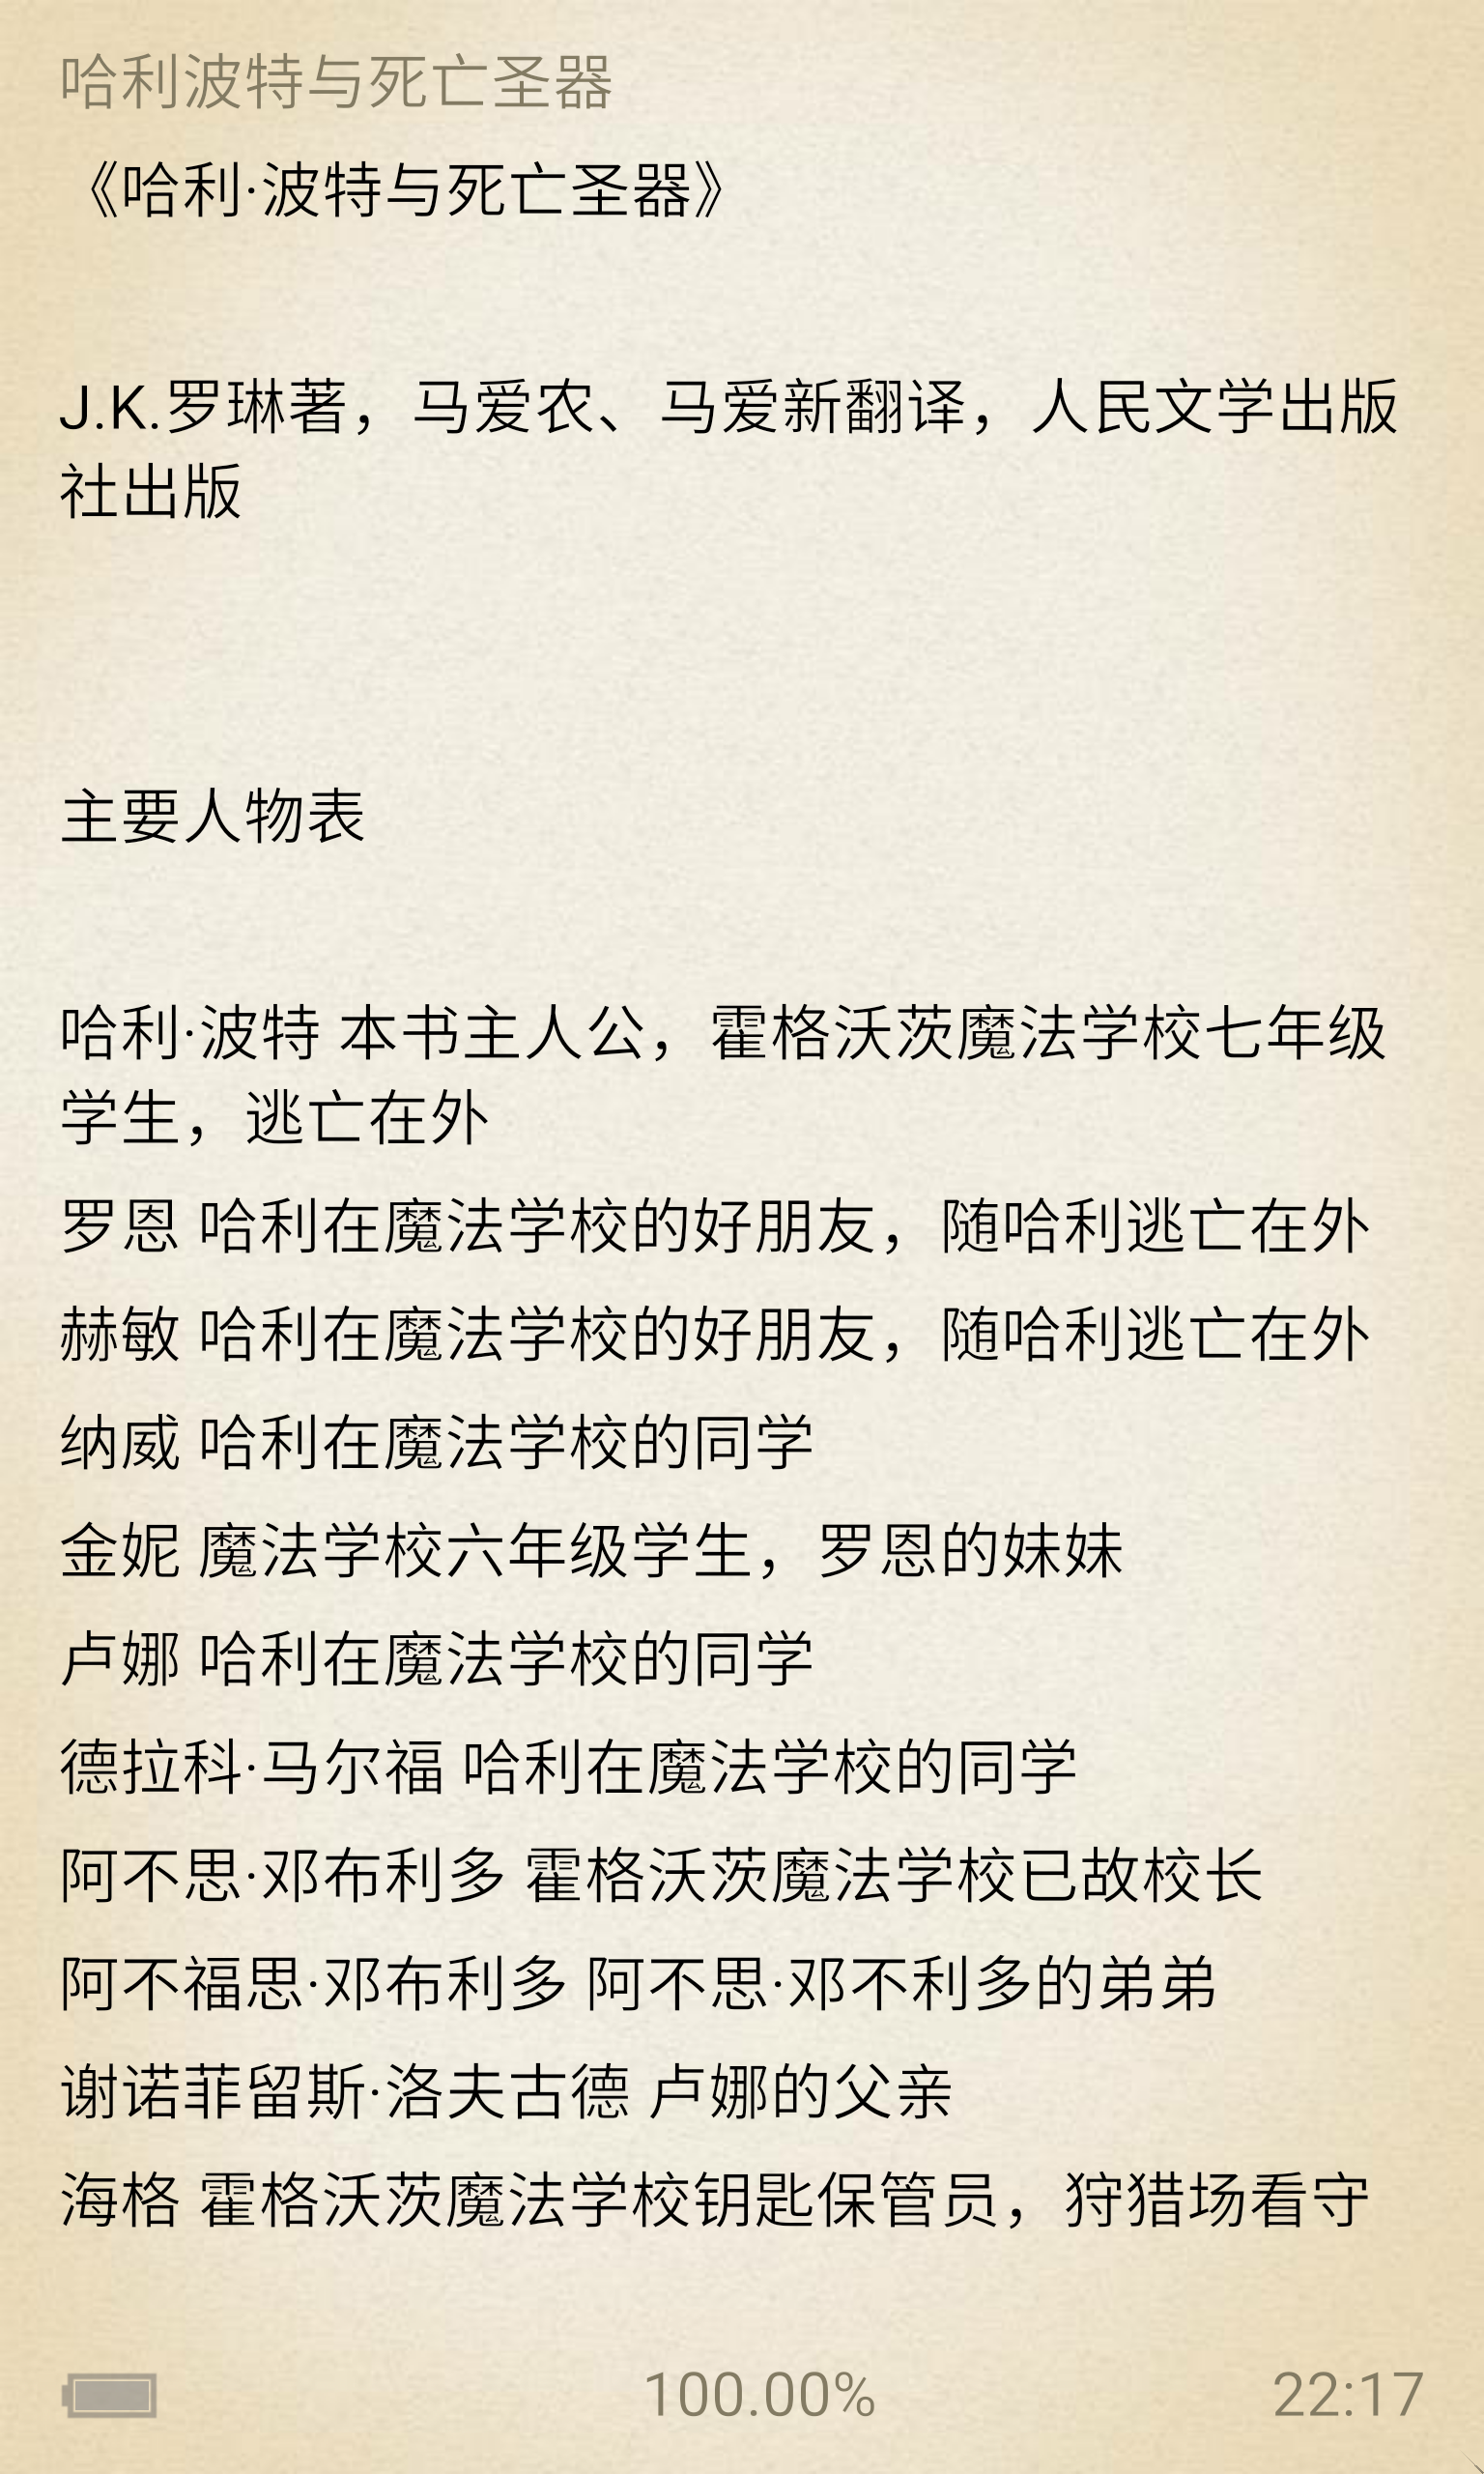 哈利波特与死亡圣器
《哈利·波特与死亡圣器》
J.K.罗琳著，马爱农、马爱新翻译，人民文学出版
社出版
主要人物表
哈利·波特 本书主人公，霍格沃茨魔法学校七年级
学生，逃亡在外
罗恩 哈利在魔法学校的好朋友，随哈利逃亡在外
赫敏 哈利在魔法学校的好朋友，随哈利逃亡在外
纳威 哈利在魔法学校的同学
金妮 魔法学校六年级学生，罗恩的妹妹
卢娜 哈利在魔法学校的同学
德拉科·马尔福 哈利在魔法学校的同学
阿不思·邓布利多 霍格沃茨魔法学校已故校长
阿不福思·邓布利多 阿不思·邓不利多的弟弟
谢诺菲留斯·洛夫古德 卢娜的父亲
海格 霍格沃茨魔法学校钥匙保管员，狩猎场看守
100.00%
22:17